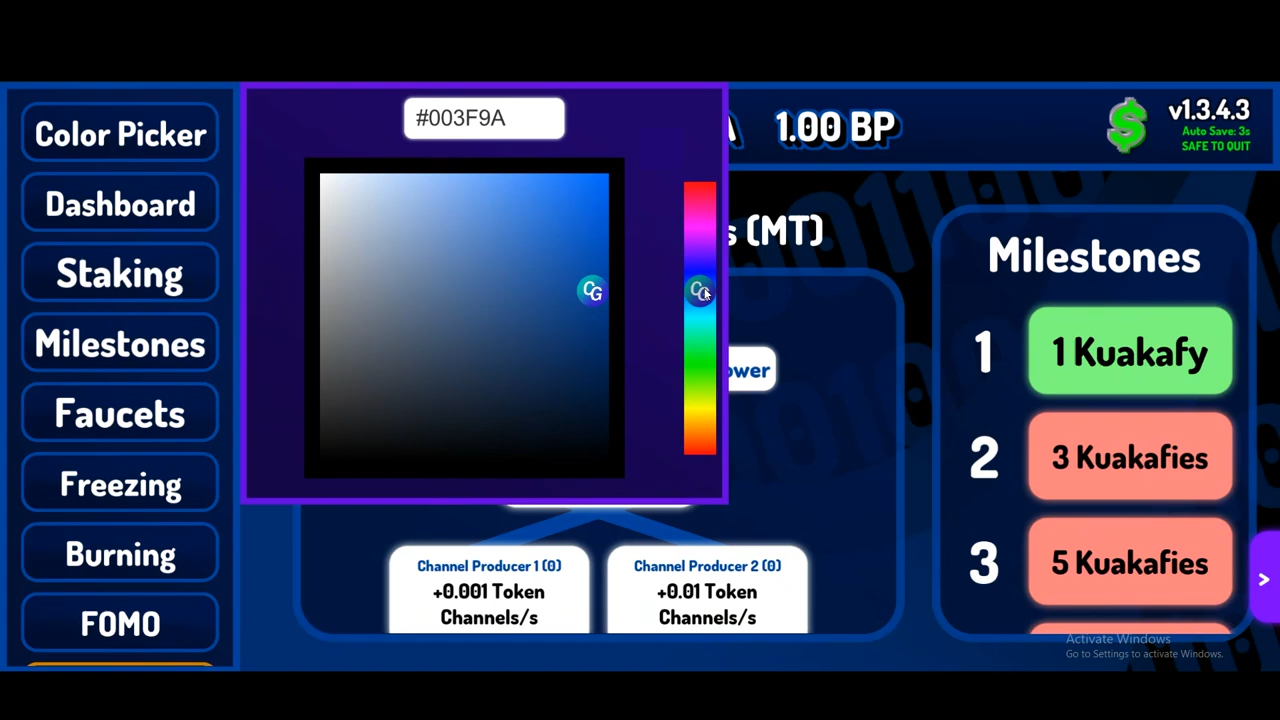 Color Picker
Dashboard
Staking
Milestones
Faucets
Freezing
Burning
FOMO
#003F9A
CG
1.00 BP
v1.3.4.3
Auto Save: 3s
SAFE TO QUIT
(MT)
Channel Producer 1 (0)
+0.001 Token
Channels/s
Channel Producer 2 (0)
+0.01 Token
Channels/s
Milestones
1 1 Kuakafy
2 3 Kuakafies
3 5 Kuakafies
>
Activate Windows
Go to Settings to activate Windows.